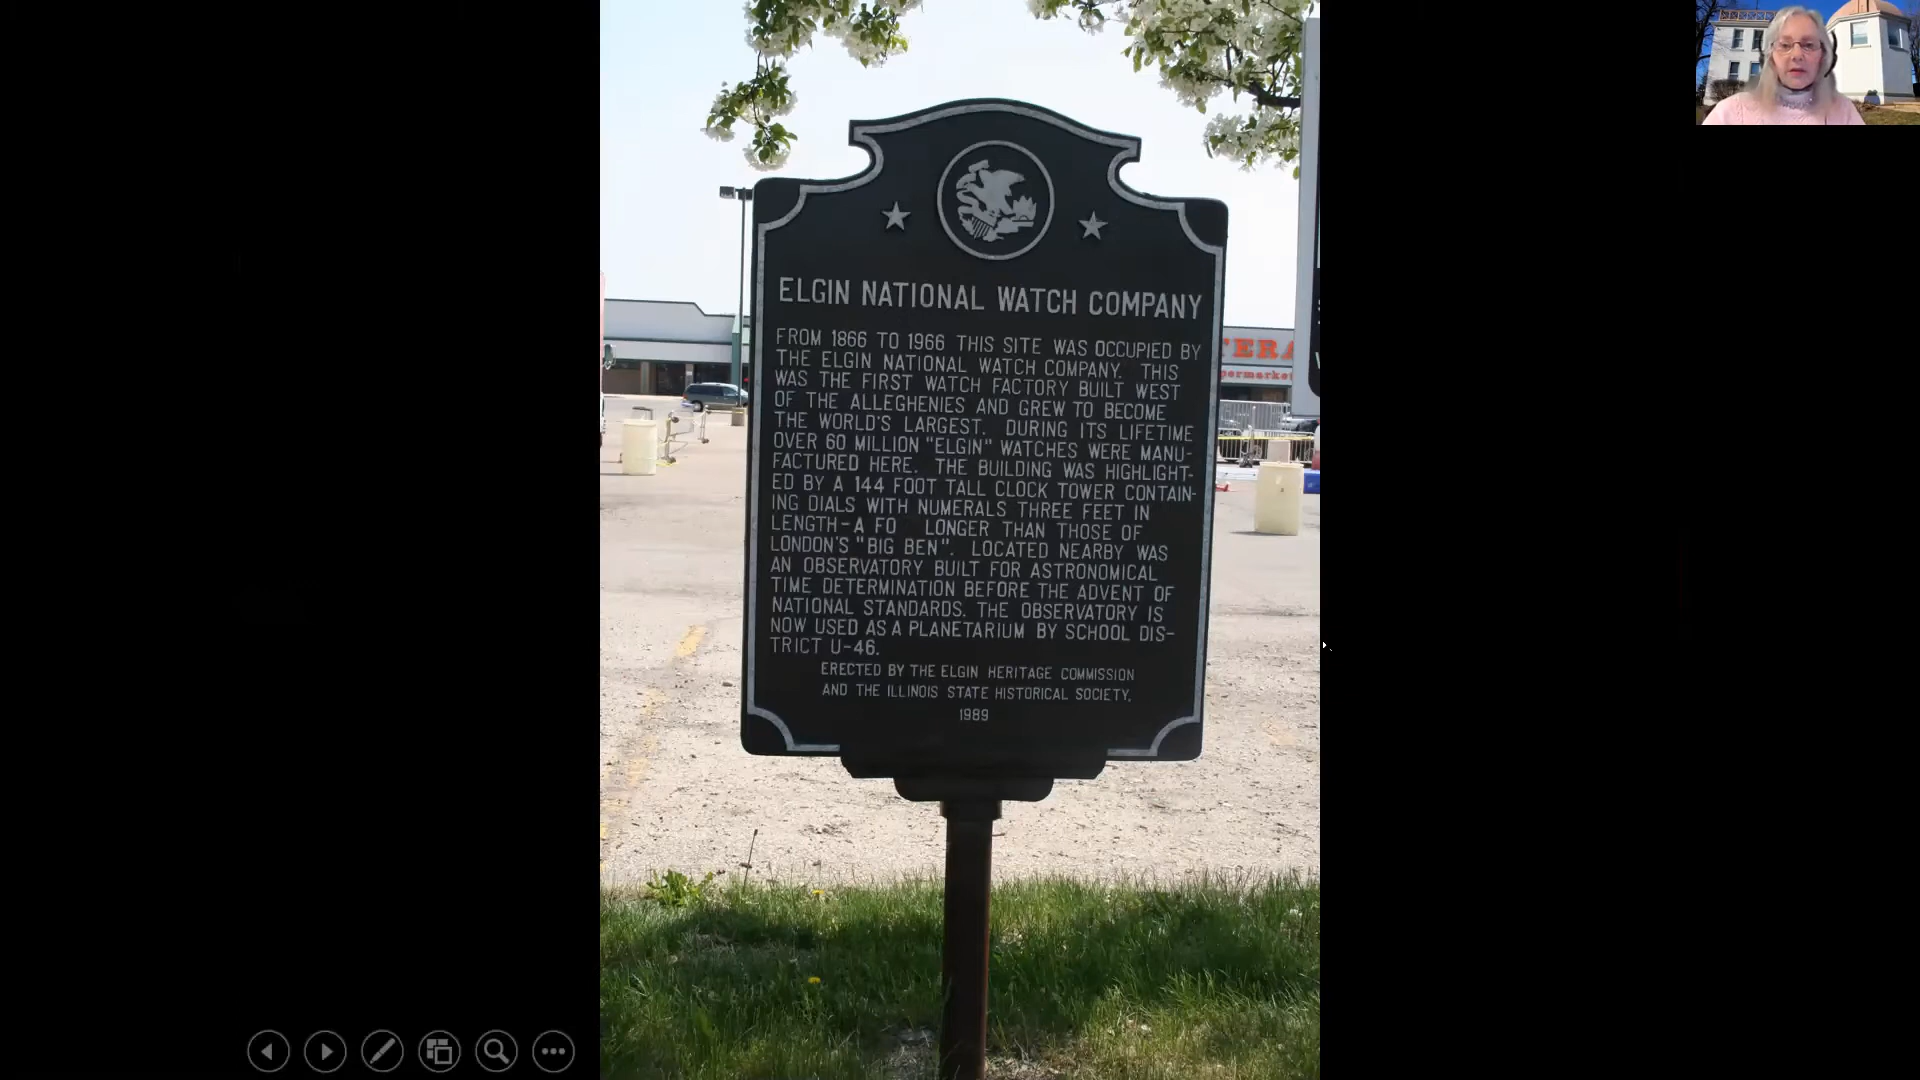 ELGIN NATIONAL WATCH COMPANY
FROM 1866 TO 1966 THIS SITE WAS OCCUPIED BY
THE ELGIN NATIONAL WATCH COMPANY. THIS
WAS THE FIRST WATCH FACTORY BUILT WEST
OF THE ALLEGHENIES AND GREW TO BECOME
THE WORLD'S LARGEST. DURING ITS LIFETIME
OVER 60 MILLION "ELGIN" WATCHES WERE MANU-
FACTURED HERE. THE BUILDING WAS HIGHLIGHT-
ED BY A 144 FOOT TALL CLOCK TOWER CONTAIN-
ING DIALS WITH NUMERALS THREE FEET IN
LENGTH-A FO LONGER THAN THOSE OF
LONDON'S "BIG BEN". LOCATED NEARBY WAS
AN OBSERVATORY BUILT FOR ASTRONOMICAL
TIME DETERMINATION BEFORE THE ADVENT OF
NATIONAL STANDARDS. THE OBSERVATORY IS
NOW USED AS A PLANETARIUM BY SCHOOL DIS-
TRICT U-46.
ERECTED BY THE ELGIN HERITAGE COMMISSION
AND THE ILLINOIS STATE HISTORICAL SOCIETY,
1989
TERA
permarke